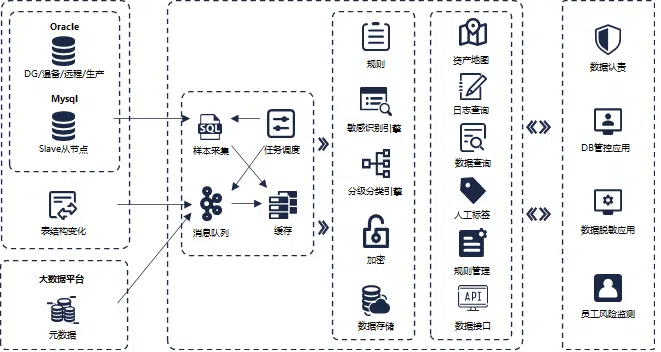 Oracle
DG/温备/远程/生产
Mysql
Slave从节点
表结构变化
大数据平台
元数据
SQL
样本采集
任务调度
消息队列
缓存
规则
敏感识别引擎
分级分类引擎
加密
数据存储
资产地图
日志查询
数据查询
人工标签
规则管理
API
数据接口
数据认责
DB管控应用
数据脱敏应用
员工风险监测